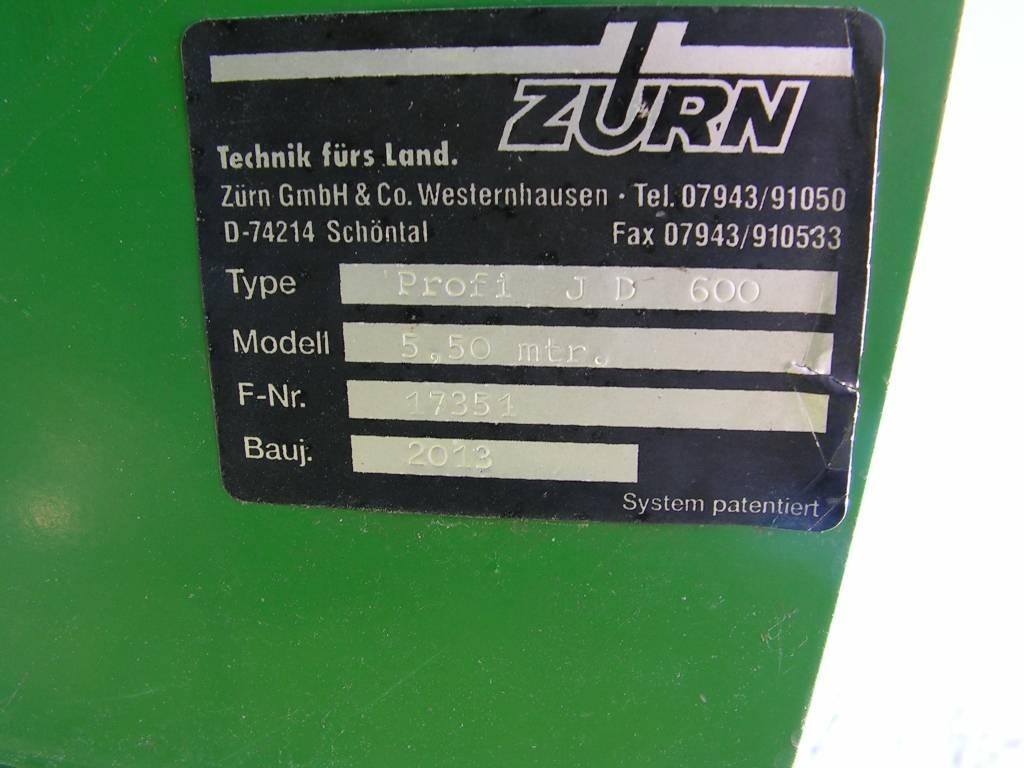 ZÜRN
Technik fürs Land.
Zürn GmbH & Co. Westernhausen · Tel. 07943/91050
D-74214 Schöntal Fax 07943/910533
Type Profi J D 600
Modell 5,50 mtr.
F-Nr. 17351
Bauj. 2013
System patentiert